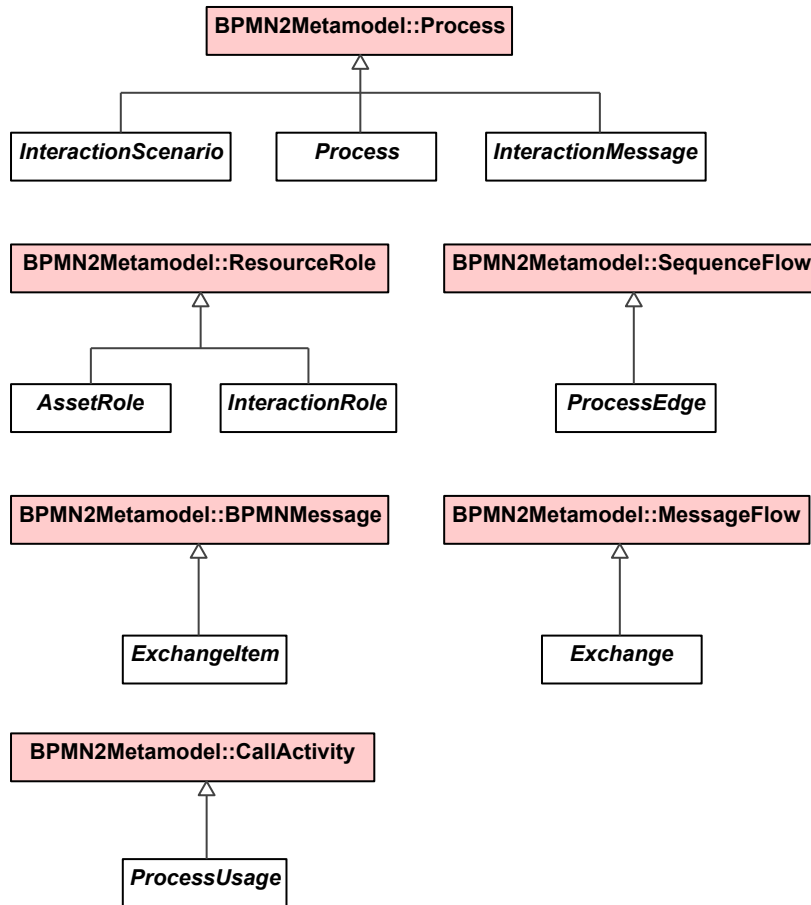 BPMN2Metamodel::Process
InteractionScenario
Process
InteractionMessage
BPMN2Metamodel::ResourceRole
BPMN2Metamodel::SequenceFlow
AssetRole
InteractionRole
ProcessEdge
BPMN2Metamodel::BPMNMessage
BPMN2Metamodel::MessageFlow
ExchangeItem
Exchange
BPMN2Metamodel::CallActivity
ProcessUsage